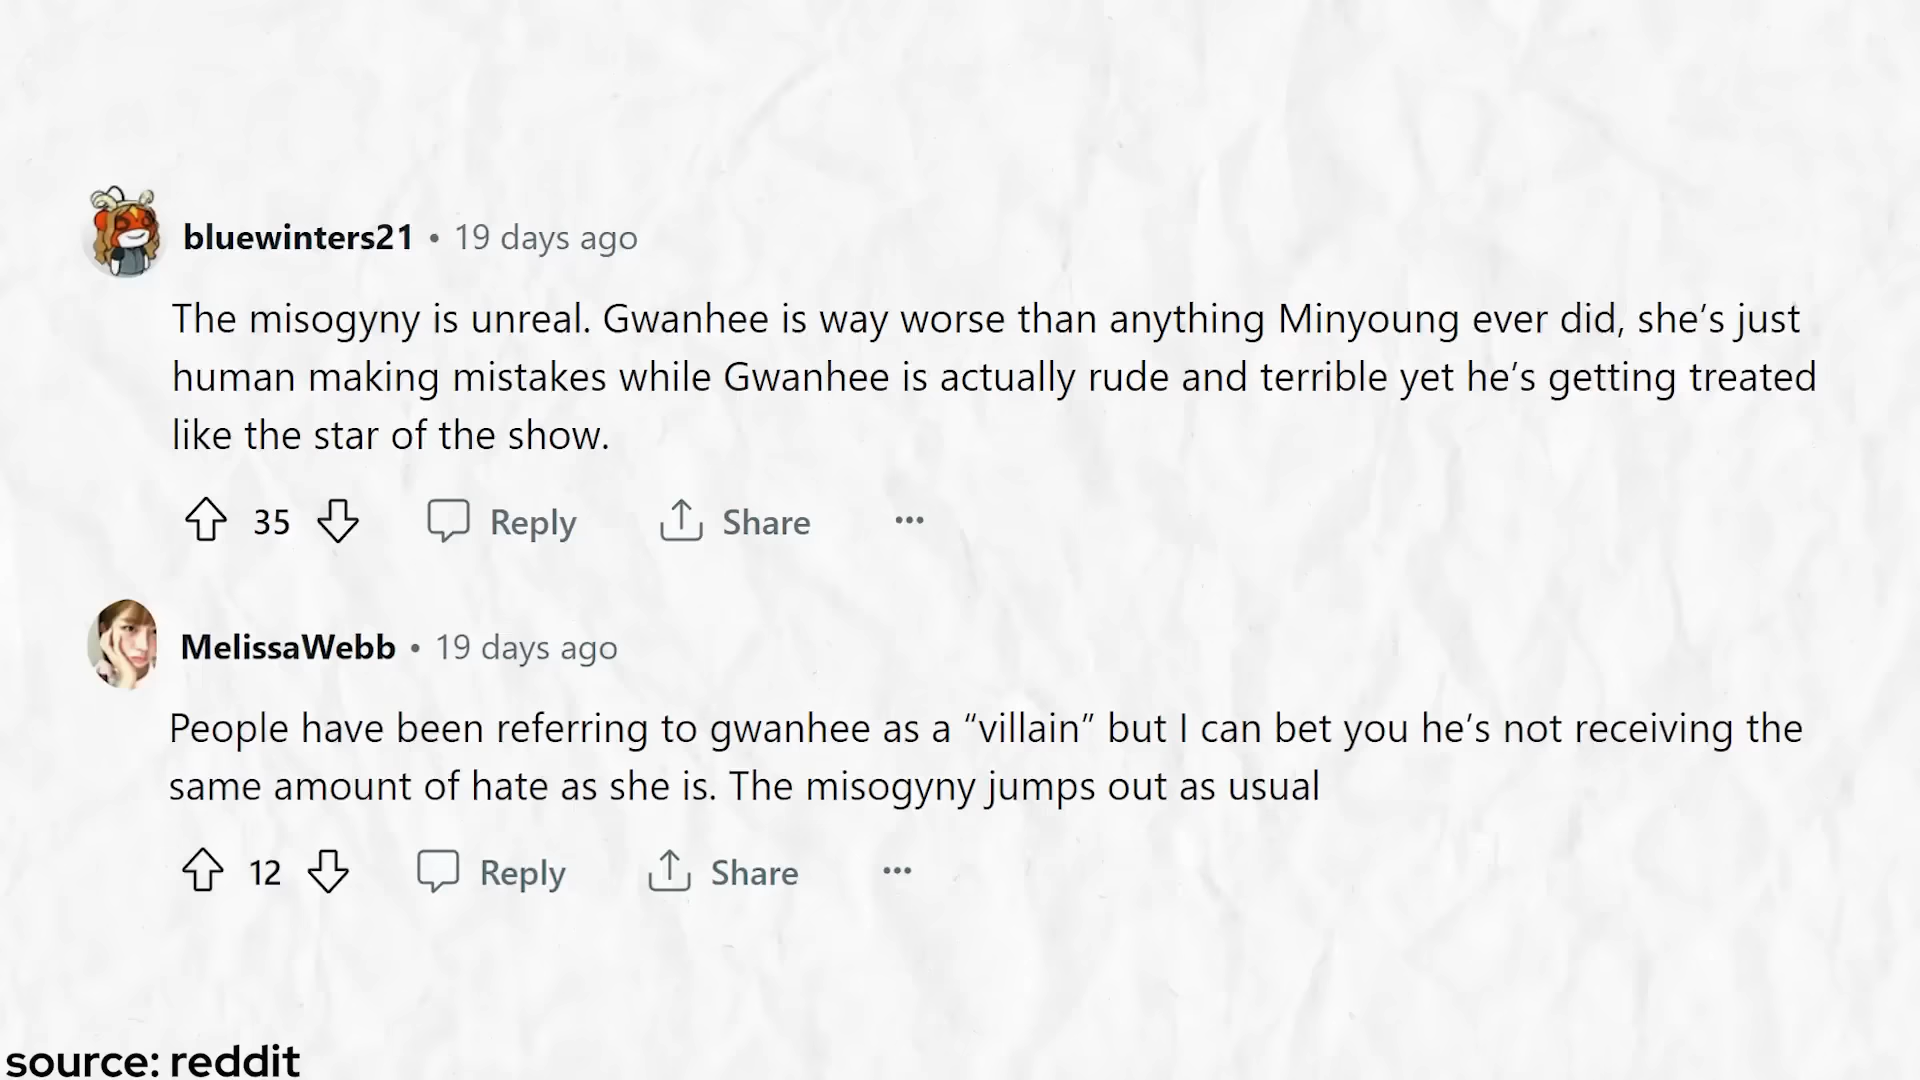 bluewinters21 • 19 days ago
The misogyny is unreal. Gwanhee is way worse than anything Minyoung ever did, she’s just
human making mistakes while Gwanhee is actually rude and terrible yet he’s getting treated
like the star of the show.
35 Reply Share ...
MelissaWebb • 19 days ago
People have been referring to gwanhee as a “villain” but I can bet you he’s not receiving the
same amount of hate as she is. The misogyny jumps out as usual
12 Reply Share ...
source: reddit